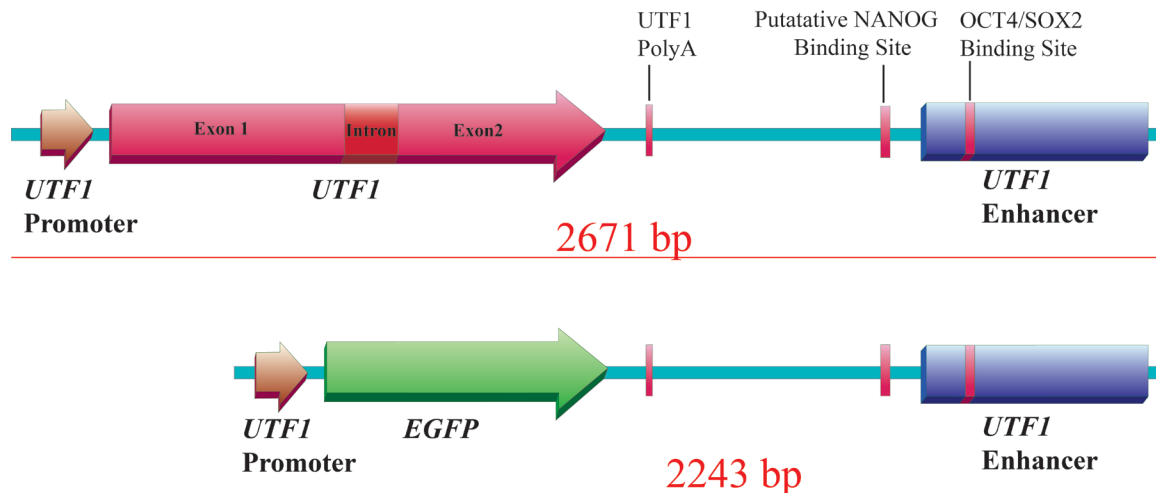 UTF1
PolyA
Putatative NANOG
Binding Site
OCT4/SOX2
Binding Site
Exon 1
Intron
Exon2
UTF1
Promoter
UTF1
UTF1
Enhancer
2671 bp
UTF1
Promoter
EGFP
UTF1
Enhancer
2243 bp